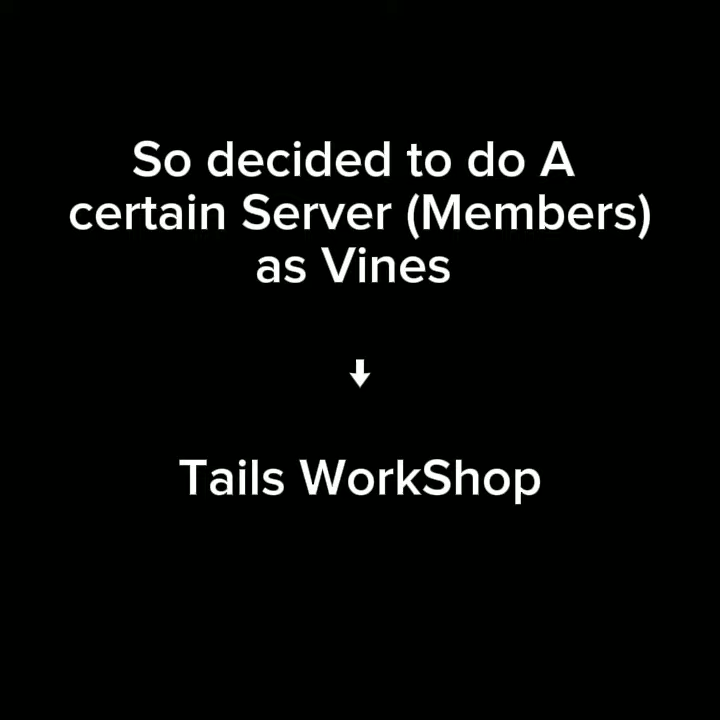 So decided to do A
certain Server (Members)
as Vines
⬇
Tails WorkShop